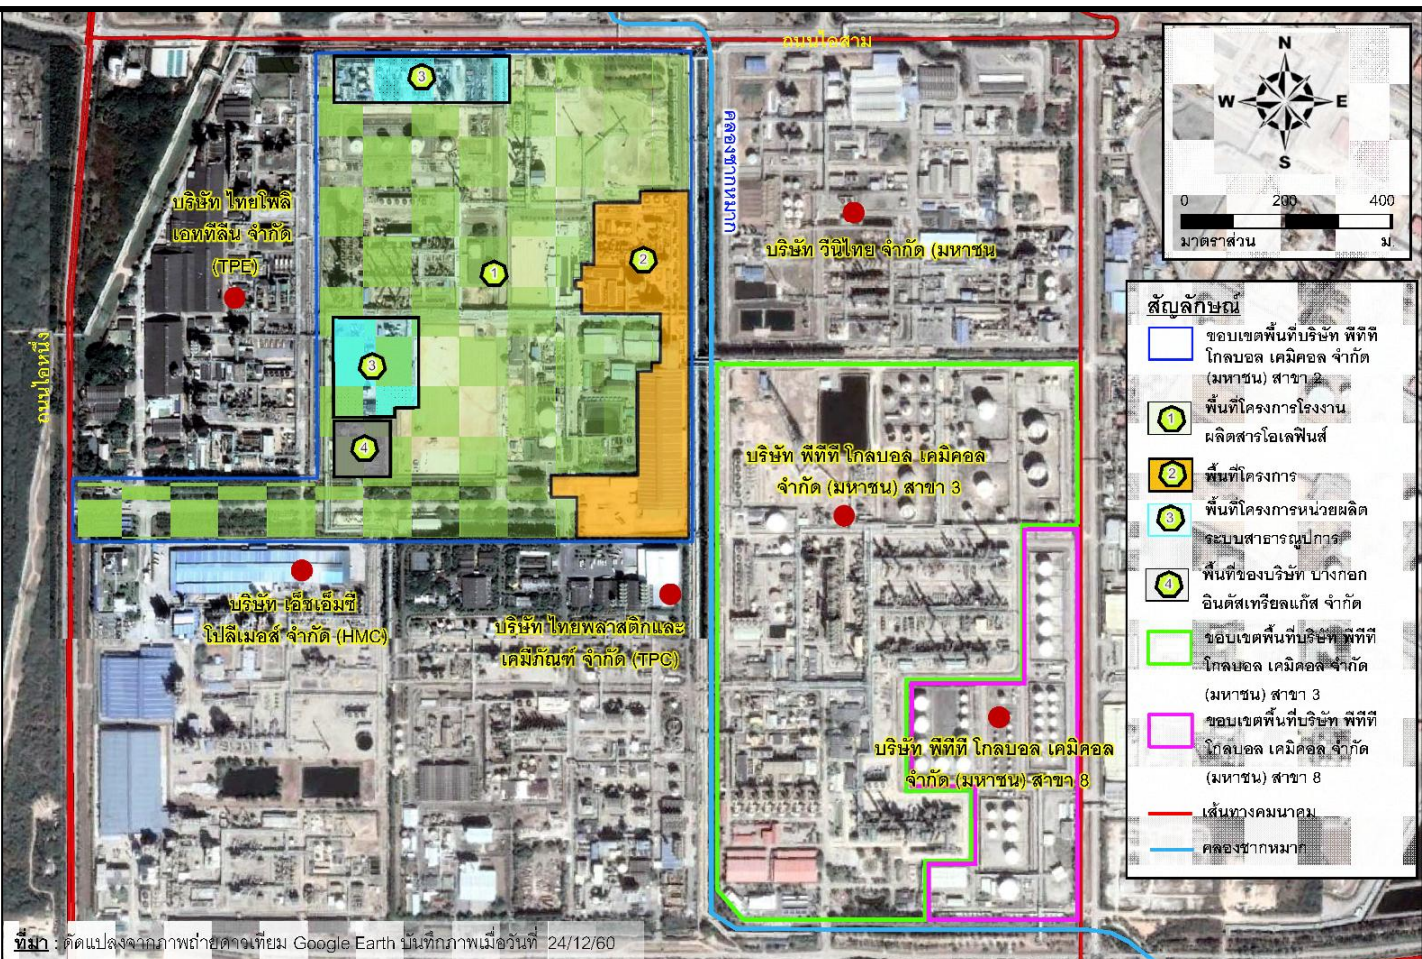 ถนนไอสาม
N
W
E
S
0 200 400
มาตราส่วน ม.
3
คลองชากหมาก
บริษัท ไทยโพลิ
เอททีลีน จำกัด
(TPE)
บริษัท วีนิไทย จำกัด (มหาชน
2
1
ถนนไอหนึ่ง
3
4
บริษัท พีทีที โกลบอล เคมิคอล
จำกัด (มหาชน) สาขา 3
บริษัท เอ็ชเอ็มซี
โปลีเมอส์ จำกัด (HMC)
บริษัท ไทยพลาสติกและ
เคมีภัณฑ์ จำกัด (TPC)
บริษัท พีทีที โกลบอล เคมิคอล
จำกัด (มหาชน) สาขา 8
สัญลักษณ์
ขอบเขตพื้นที่บริษัท พีทีที
โกลบอล เคมิคอล จำกัด
(มหาชน) สาขา 2
1 พื้นที่โครงการโรงงาน
ผลิตสารโอเลฟินส์
2 พื้นที่โครงการ
3 พื้นที่โครงการหน่วยผลิต
ระบบสาธารณูปการ
4 พื้นที่ของบริษัท บางกอก
อินดัสเทรียลแก๊ส จำกัด
ขอบเขตพื้นที่บริษัท พีทีที
โกลบอล เคมิคอล จำกัด
(มหาชน) สาขา 3
ขอบเขตพื้นที่บริษัท พีทีที
โกลบอล เคมิคอล จำกัด
(มหาชน) สาขา 8
เส้นทางคมนาคม
คลองชากหมาก
ที่มา : ดัดแปลงจากภาพถ่ายดาวเทียม Google Earth บันทึกภาพเมื่อวันที่ 24/12/60